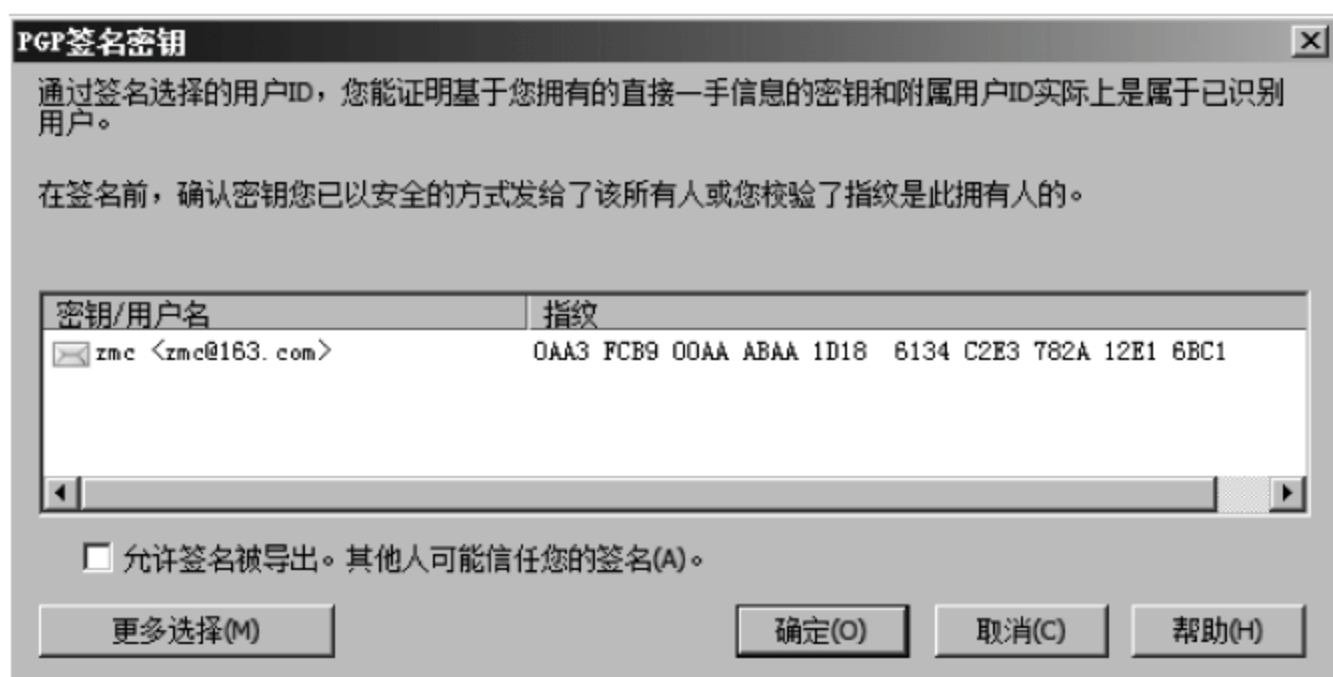 PGP签名密钥
通过签名选择的用户ID，您能证明基于您拥有的直接一手信息的密钥和附属用户ID实际上是属于已识别
用户。
在签名前，确认密钥您已以安全的方式发给了该所有人或您校验了指纹是此拥有人的。
密钥/用户名 指纹
zmc <zmc@163.com> 0AA3 FCB9 00AA ABAA 1D18 6134 C2E3 782A 12E1 6BC1
允许签名被导出。其他人可能信任您的签名(A)。
更多选择(M) 确定(O) 取消(C) 帮助(H)